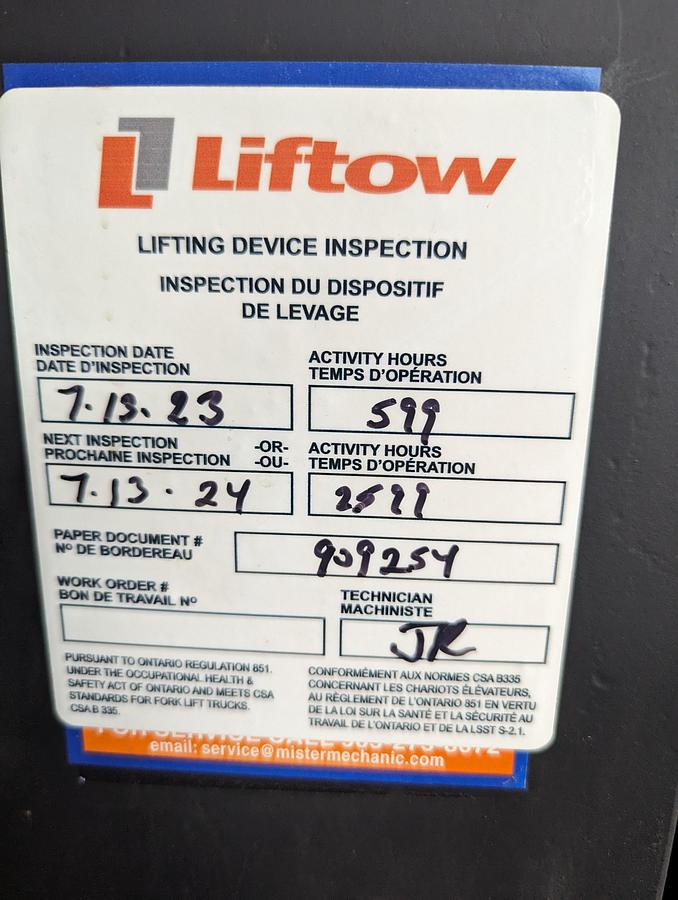 Liftow
LIFTING DEVICE INSPECTION
INSPECTION DU DISPOSITIF
DE LEVAGE
INSPECTION DATE
DATE D'INSPECTION
7.13.23
ACTIVITY HOURS
TEMPS D'OPÉRATION
599
NEXT INSPECTION
PROCHAINE INSPECTION
-OR-
-OU-
7.13.24
ACTIVITY HOURS
TEMPS D'OPÉRATION
2599
PAPER DOCUMENT #
Nº DE BORDEREAU
909254
WORK ORDER #
BON DE TRAVAIL Nº
TECHNICIAN
MACHINISTE
JR
PURSUANT TO ONTARIO REGULATION 851.
UNDER THE OCCUPATIONAL HEALTH &
SAFETY ACT OF ONTARIO AND MEETS CSA
STANDARDS FOR FORK LIFT TRUCKS.
CSA B 335.
CONFORMÉMENT AUX NORMES CSA B335
CONCERNANT LES CHARIOTS ÉLÉVATEURS,
AU RÈGLEMENT DE L'ONTARIO 851 EN VERTU
DE LA LOI SUR LA SANTÉ ET LA SÉCURITÉ AU
TRAVAIL DE L'ONTARIO ET DE LA LSST S-2.1.
FOR SERVICE CALL
email: service@mistermechanic.com